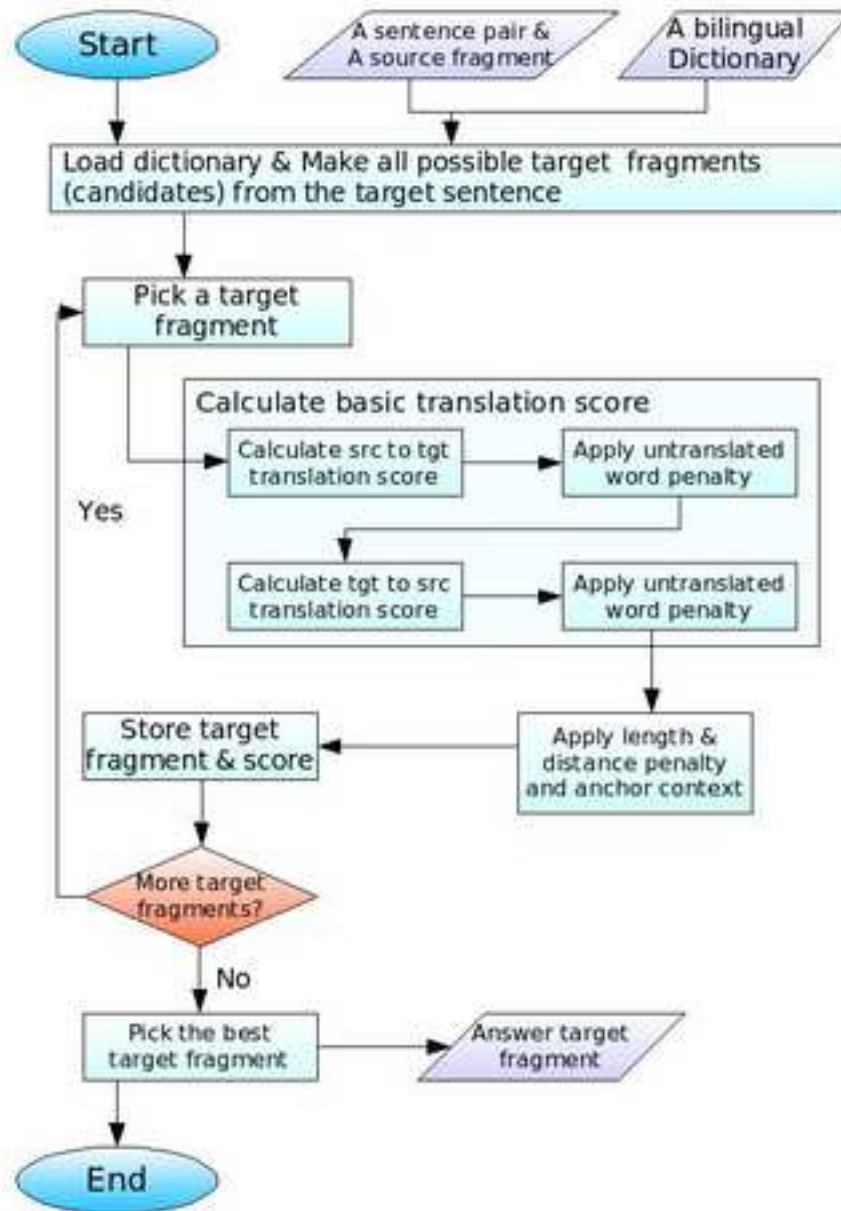 Start
A sentence pair &
A source fragment
A bilingual
Dictionary
Load dictionary & Make all possible target fragments
(candidates) from the target sentence
Pick a target
fragment
Calculate basic translation score
Calculate src to tgt
translation score
Apply untranslated
word penalty
Yes
Calculate tgt to src
translation score
Apply untranslated
word penalty
Store target
fragment & score
Apply length &
distance penalty
and anchor context
More target
fragments?
No
Pick the best
target fragment
Answer target
fragment
End